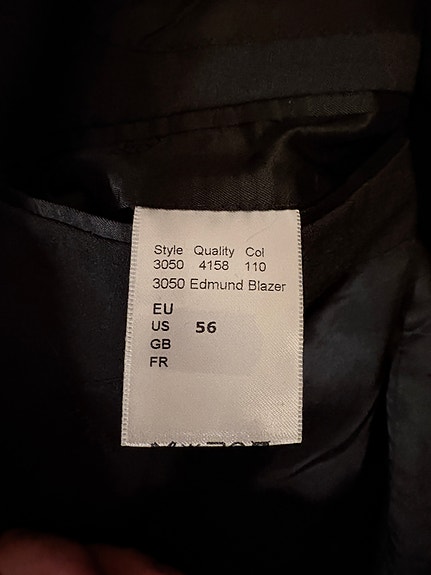 Style Quality Col
3050 4158 110
3050 Edmund Blazer
EU
US 56
GB
FR